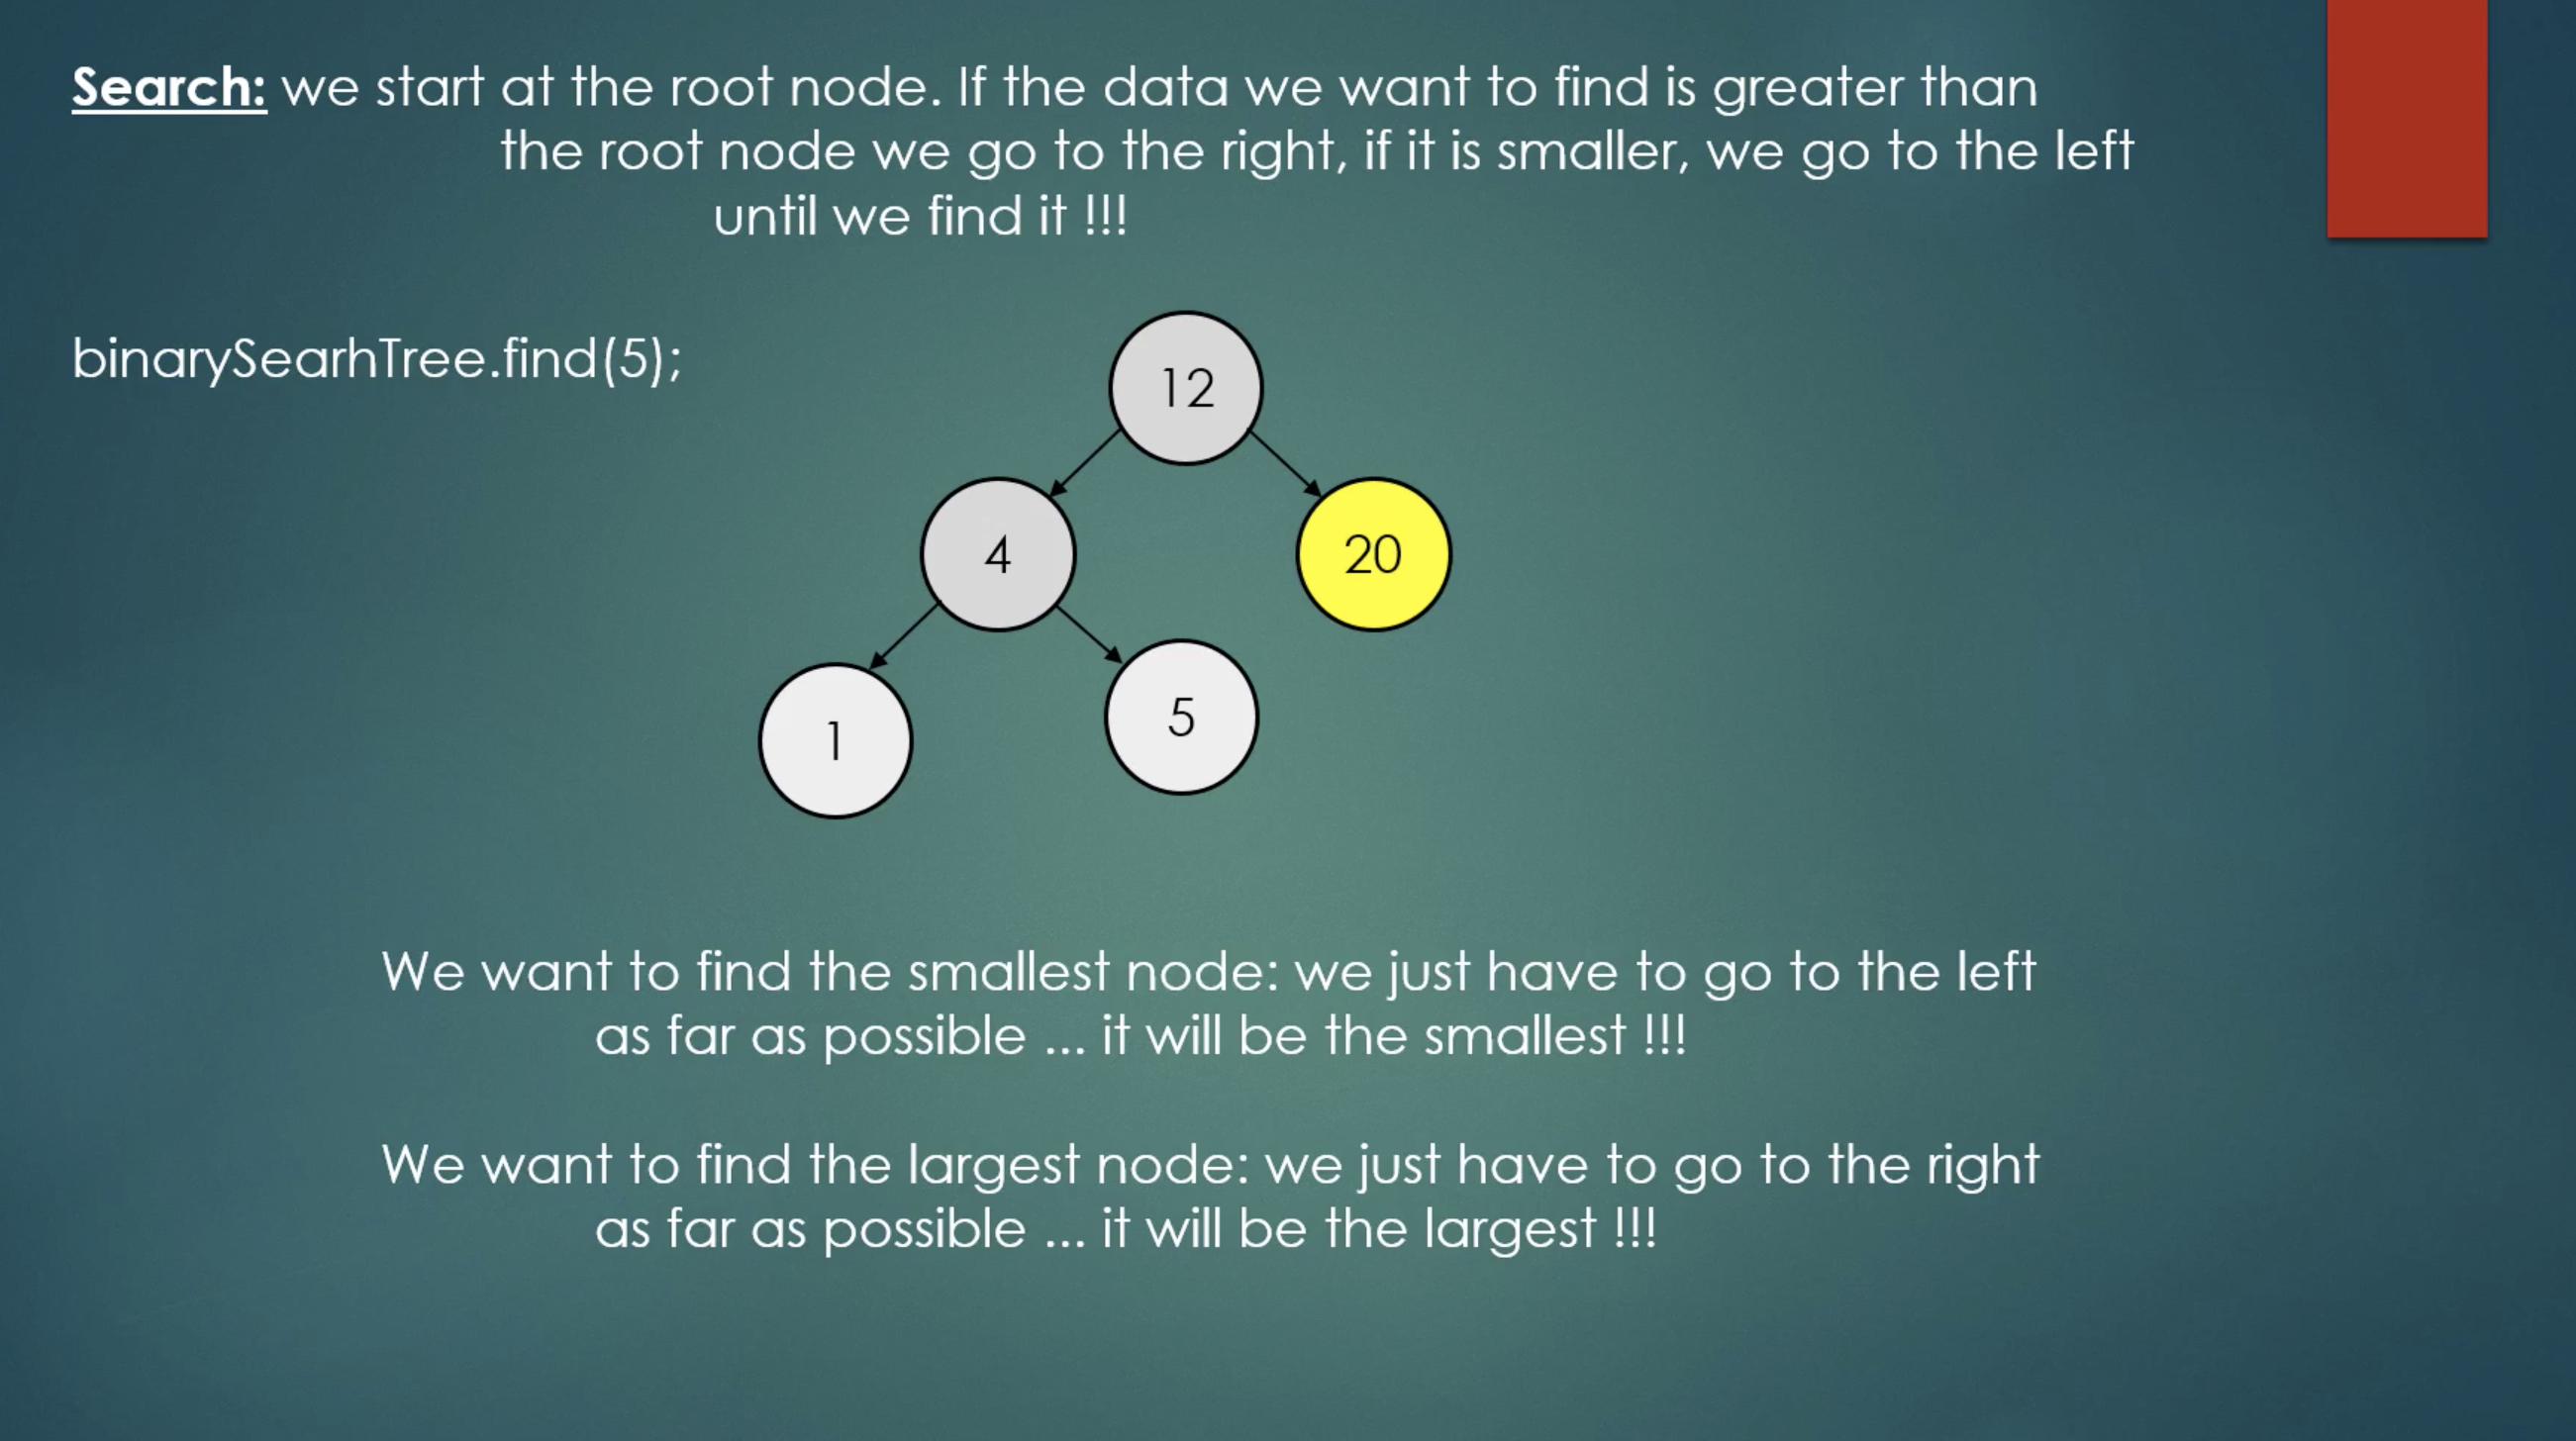 Search: we start at the root node. If the data we want to find is greater than
the root node we go to the right, if it is smaller, we go to the left
until we find it !!!
binarySearhTree.find(5);
12
4
20
1
5
We want to find the smallest node: we just have to go to the left
as far as possible ... it will be the smallest !!!
We want to find the largest node: we just have to go to the right
as far as possible ... it will be the largest !!!